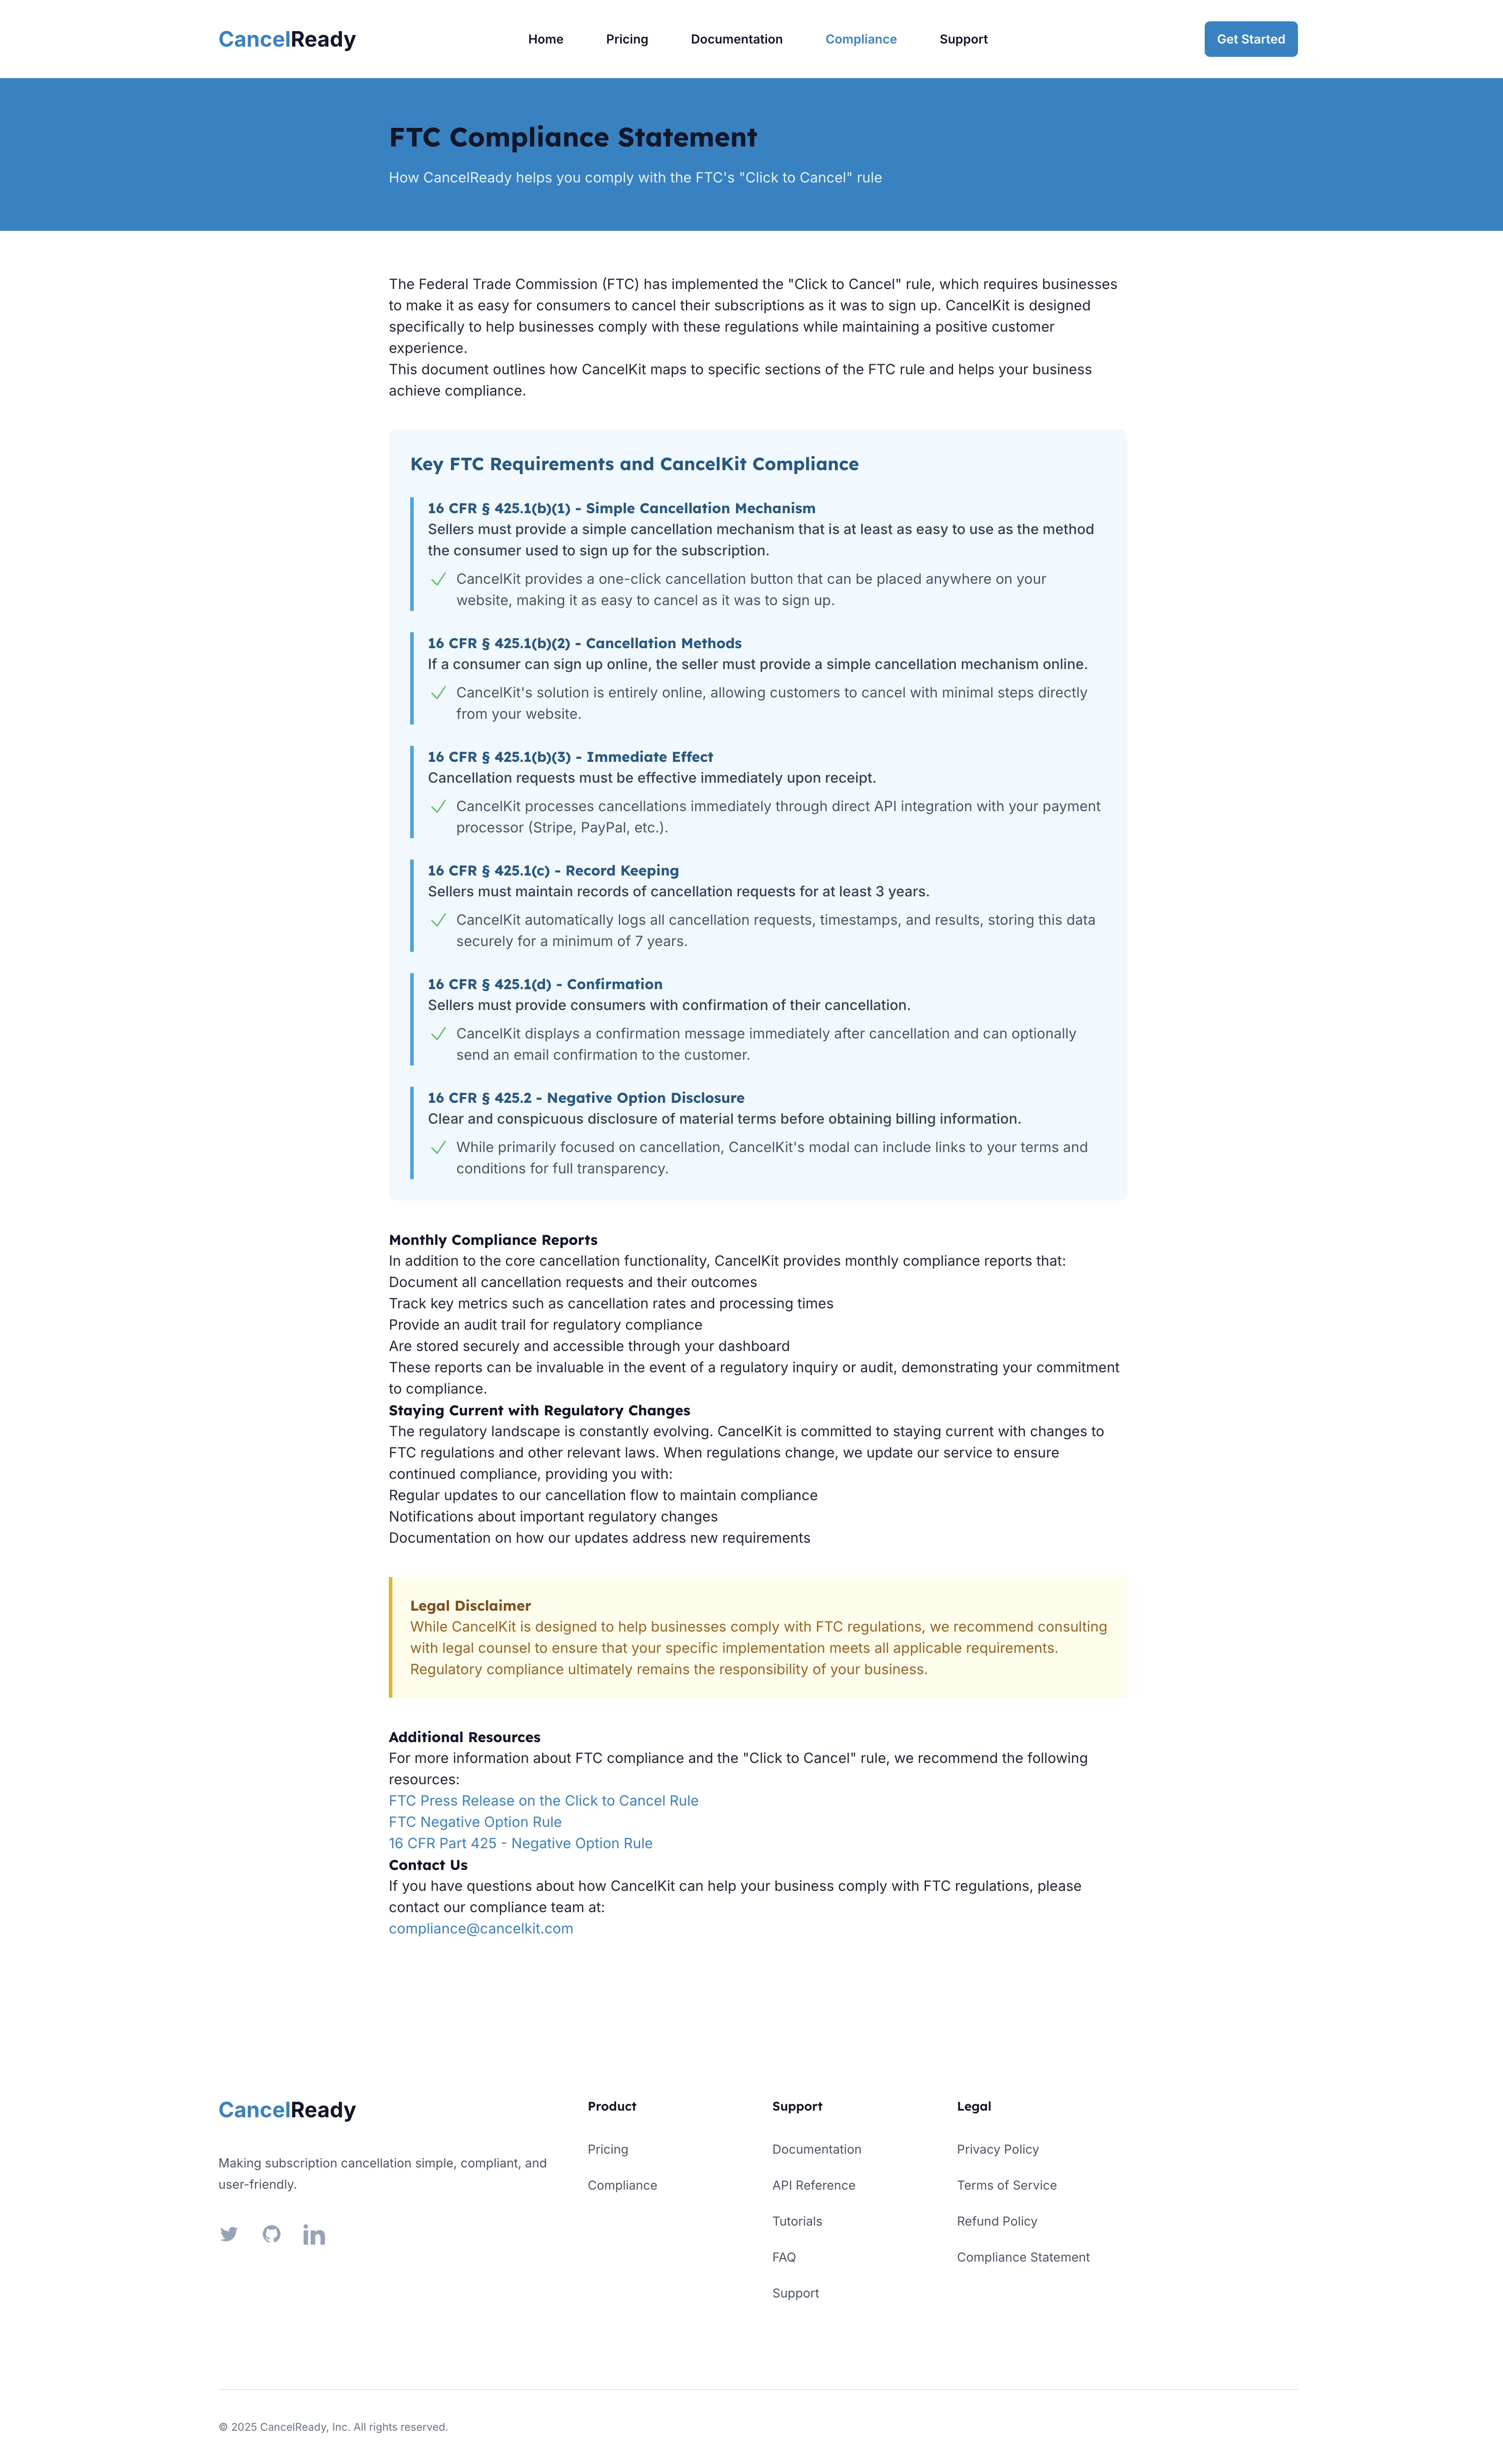 CancelReady
Home
Pricing
Documentation
Compliance
Support
Get Started
FTC Compliance Statement
How CancelReady helps you comply with the FTC's "Click to Cancel" rule
The Federal Trade Commission (FTC) has implemented the "Click to Cancel" rule, which requires businesses
to make it as easy for consumers to cancel their subscriptions as it was to sign up. CancelKit is designed
specifically to help businesses comply with these regulations while maintaining a positive customer
experience.
This document outlines how CancelKit maps to specific sections of the FTC rule and helps your business
achieve compliance.
Key FTC Requirements and CancelKit Compliance
16 CFR § 425.1(b)(1) - Simple Cancellation Mechanism
Sellers must provide a simple cancellation mechanism that is at least as easy to use as the method
the consumer used to sign up for the subscription.
CancelKit provides a one-click cancellation button that can be placed anywhere on your
website, making it as easy to cancel as it was to sign up.
16 CFR § 425.1(b)(2) - Cancellation Methods
If a consumer can sign up online, the seller must provide a simple cancellation mechanism online.
CancelKit's solution is entirely online, allowing customers to cancel with minimal steps directly
from your website.
16 CFR § 425.1(b)(3) - Immediate Effect
Cancellation requests must be effective immediately upon receipt.
CancelKit processes cancellations immediately through direct API integration with your payment
processor (Stripe, PayPal, etc.).
16 CFR § 425.1(c) - Record Keeping
Sellers must maintain records of cancellation requests for at least 3 years.
CancelKit automatically logs all cancellation requests, timestamps, and results, storing this data
securely for a minimum of 7 years.
16 CFR § 425.1(d) - Confirmation
Sellers must provide consumers with confirmation of their cancellation.
CancelKit displays a confirmation message immediately after cancellation and can optionally
send an email confirmation to the customer.
16 CFR § 425.2 - Negative Option Disclosure
Clear and conspicuous disclosure of material terms before obtaining billing information.
While primarily focused on cancellation, CancelKit's modal can include links to your terms and
conditions for full transparency.
Monthly Compliance Reports
In addition to the core cancellation functionality, CancelKit provides monthly compliance reports that:
Document all cancellation requests and their outcomes
Track key metrics such as cancellation rates and processing times
Provide an audit trail for regulatory compliance
Are stored securely and accessible through your dashboard
These reports can be invaluable in the event of a regulatory inquiry or audit, demonstrating your commitment
to compliance.
Staying Current with Regulatory Changes
The regulatory landscape is constantly evolving. CancelKit is committed to staying current with changes to
FTC regulations and other relevant laws. When regulations change, we update our service to ensure
continued compliance, providing you with:
Regular updates to our cancellation flow to maintain compliance
Notifications about important regulatory changes
Documentation on how our updates address new requirements
Legal Disclaimer
While CancelKit is designed to help businesses comply with FTC regulations, we recommend consulting
with legal counsel to ensure that your specific implementation meets all applicable requirements.
Regulatory compliance ultimately remains the responsibility of your business.
Additional Resources
For more information about FTC compliance and the "Click to Cancel" rule, we recommend the following
resources:
FTC Press Release on the Click to Cancel Rule
FTC Negative Option Rule
16 CFR Part 425 - Negative Option Rule
Contact Us
If you have questions about how CancelKit can help your business comply with FTC regulations, please
contact our compliance team at:
compliance@cancelkit.com
CancelReady
Making subscription cancellation simple, compliant, and
user-friendly.
Product
Pricing
Compliance
Support
Documentation
API Reference
Tutorials
FAQ
Support
Legal
Privacy Policy
Terms of Service
Refund Policy
Compliance Statement
© 2025 CancelReady, Inc. All rights reserved.